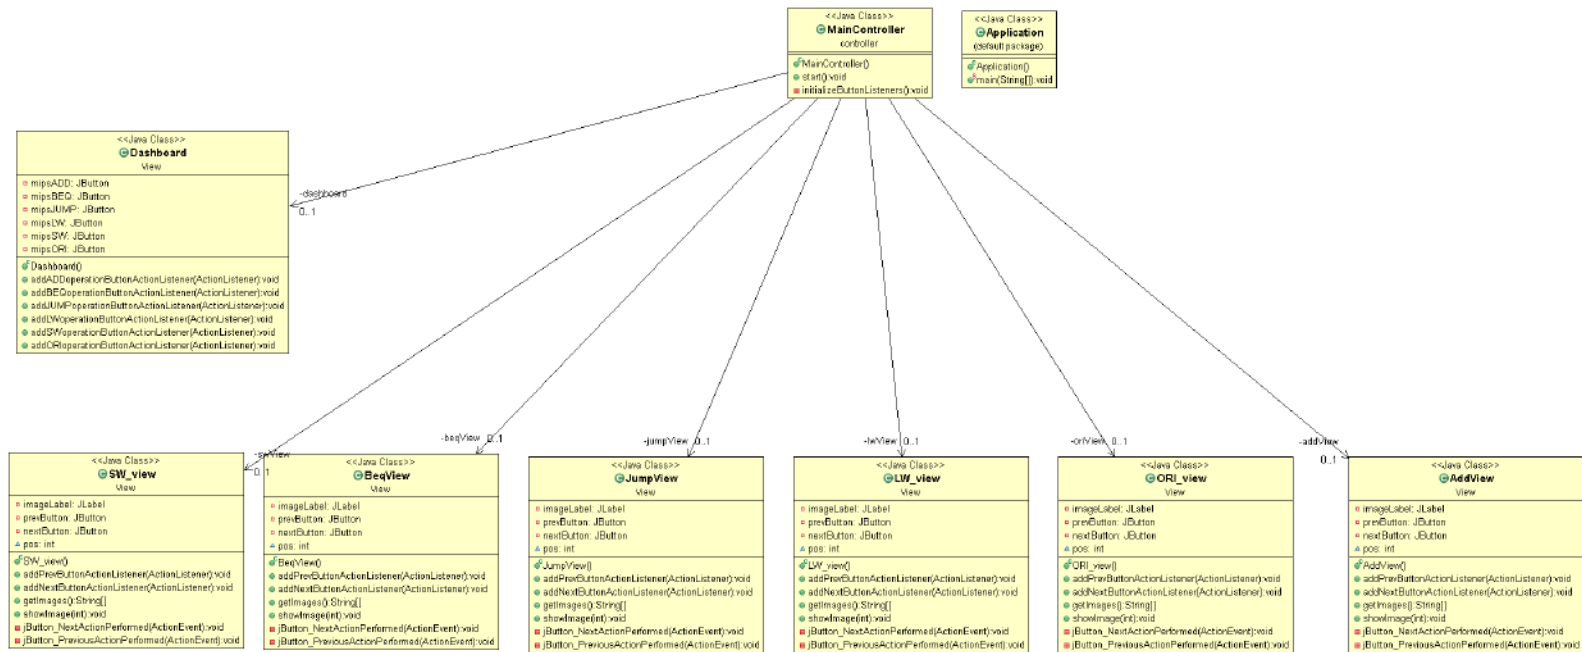 <<Java Class>>
MainController
controller
MainController()
start():void
initializeButtonListeners():void
<<Java Class>>
Application
(default package)
Application()
main(String[]):void
<<Java Class>>
Dashboard
View
mipsADD: JButton
mipsBEQ: JButton
mipsJUMP: JButton
mipsLW: JButton
mipsSW: JButton
mipsORI: JButton
Dashboard()
addADDoperationButtonActionListener(ActionListener):void
addBEQoperationButtonActionListener(ActionListener):void
addJUMPoperationButtonActionListener(ActionListener):void
addLWoperationButtonActionListener(ActionListener):void
addSWoperationButtonActionListener(ActionListener):void
addORIoperationButtonActionListener(ActionListener):void
-dashboard
0..1
-swView
0..1
-beqView 0..1
-jumpView 0..1
-lwView 0..1
-oriView 0..1
-addView
0..1
<<Java Class>>
SW_view
View
imageLabel: JLabel
prevButton: JButton
nextButton: JButton
pos: int
SW_view()
addPrevButtonActionListener(ActionListener):void
addNextButtonActionListener(ActionListener):void
getImages():String[]
showImage(int):void
jButton_NextActionPerformed(ActionEvent):void
jButton_PreviousActionPerformed(ActionEvent):void
<<Java Class>>
BeqView
View
imageLabel: JLabel
prevButton: JButton
nextButton: JButton
pos: int
BeqView()
addPrevButtonActionListener(ActionListener):void
addNextButtonActionListener(ActionListener):void
getImages():String[]
showImage(int):void
jButton_NextActionPerformed(ActionEvent):void
jButton_PreviousActionPerformed(ActionEvent):void
<<Java Class>>
JumpView
View
imageLabel: JLabel
prevButton: JButton
nextButton: JButton
pos: int
JumpView()
addPrevButtonActionListener(ActionListener):void
addNextButtonActionListener(ActionListener):void
getImages():String[]
showImage(int):void
jButton_NextActionPerformed(ActionEvent):void
jButton_PreviousActionPerformed(ActionEvent):void
<<Java Class>>
LW_view
View
imageLabel: JLabel
prevButton: JButton
nextButton: JButton
pos: int
LW_view()
addPrevButtonActionListener(ActionListener):void
addNextButtonActionListener(ActionListener):void
getImages():String[]
showImage(int):void
jButton_NextActionPerformed(ActionEvent):void
jButton_PreviousActionPerformed(ActionEvent):void
<<Java Class>>
ORI_view
View
imageLabel: JLabel
prevButton: JButton
nextButton: JButton
pos: int
ORI_view()
addPrevButtonActionListener(ActionListener):void
addNextButtonActionListener(ActionListener):void
getImages():String[]
showImage(int):void
jButton_NextActionPerformed(ActionEvent):void
jButton_PreviousActionPerformed(ActionEvent):void
<<Java Class>>
AddView
View
imageLabel: JLabel
prevButton: JButton
nextButton: JButton
pos: int
AddView()
addPrevButtonActionListener(ActionListener):void
addNextButtonActionListener(ActionListener):void
getImages():String[]
showImage(int):void
jButton_NextActionPerformed(ActionEvent):void
jButton_PreviousActionPerformed(ActionEvent):void